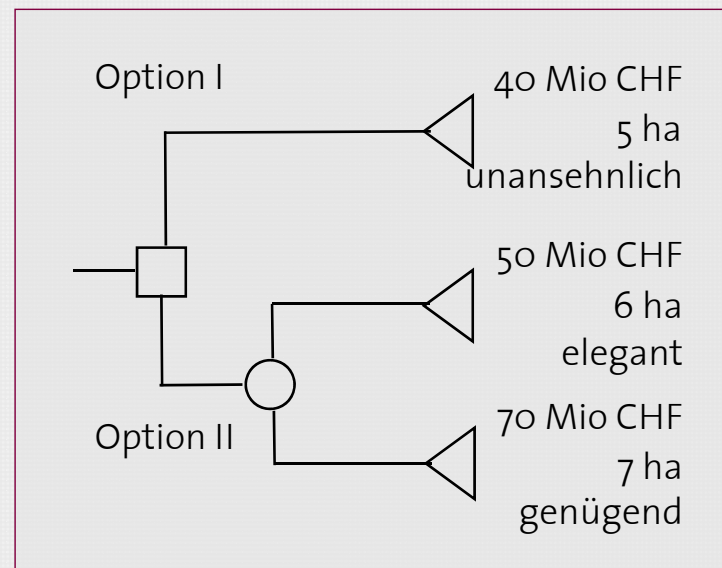 Option I
40 Mio CHF
5 ha
unansehnlich
50 Mio CHF
6 ha
elegant
Option II
70 Mio CHF
7 ha
genügend